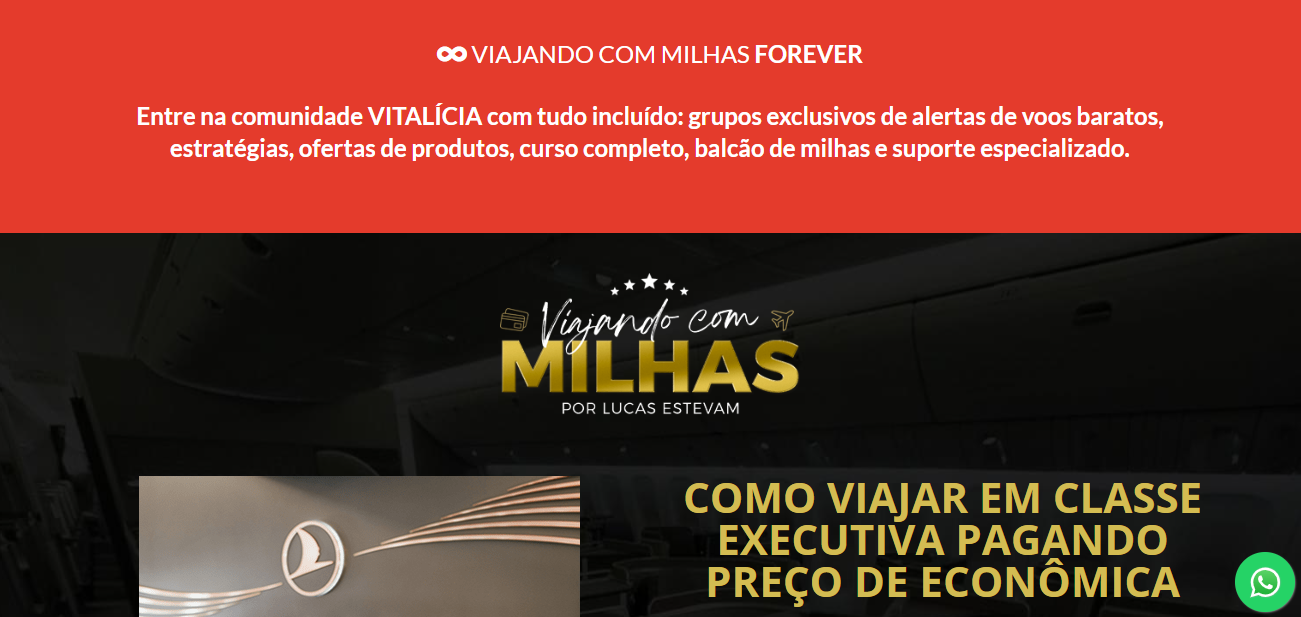 VIAJANDO COM MILHAS FOREVER
Entre na comunidade VITALÍCIA com tudo incluído: grupos exclusivos de alertas de voos baratos,
estratégias, ofertas de produtos, curso completo, balcão de milhas e suporte especializado.
Viajando com
MILHAS
POR LUCAS ESTEVAM
COMO VIAJAR EM CLASSE
EXECUTIVA PAGANDO
PREÇO DE ECONÔMICA